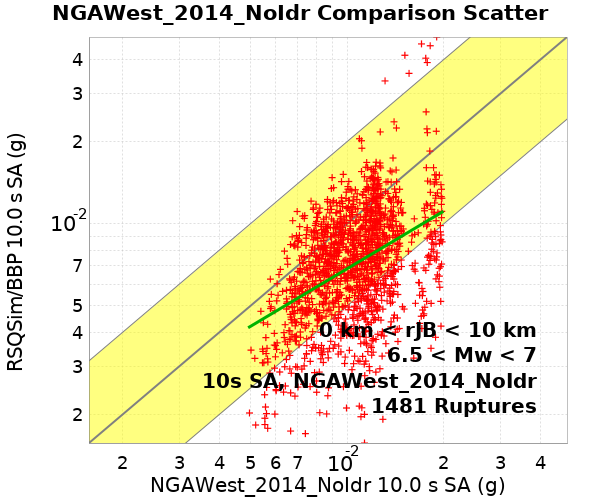 NGAWest_2014_NoIdr Comparison Scatter
RSQSim/BBP 10.0 s SA (g)
4
3
2
10-2
7
5
4
3
2
0 km < rJB < 10 km
6.5 < Mw < 7
10s SA, NGAWest_2014_NoIdr
1481 Ruptures
2 3 4 5 6 7 10-2 2 3 4
NGAWest_2014_NoIdr 10.0 s SA (g)